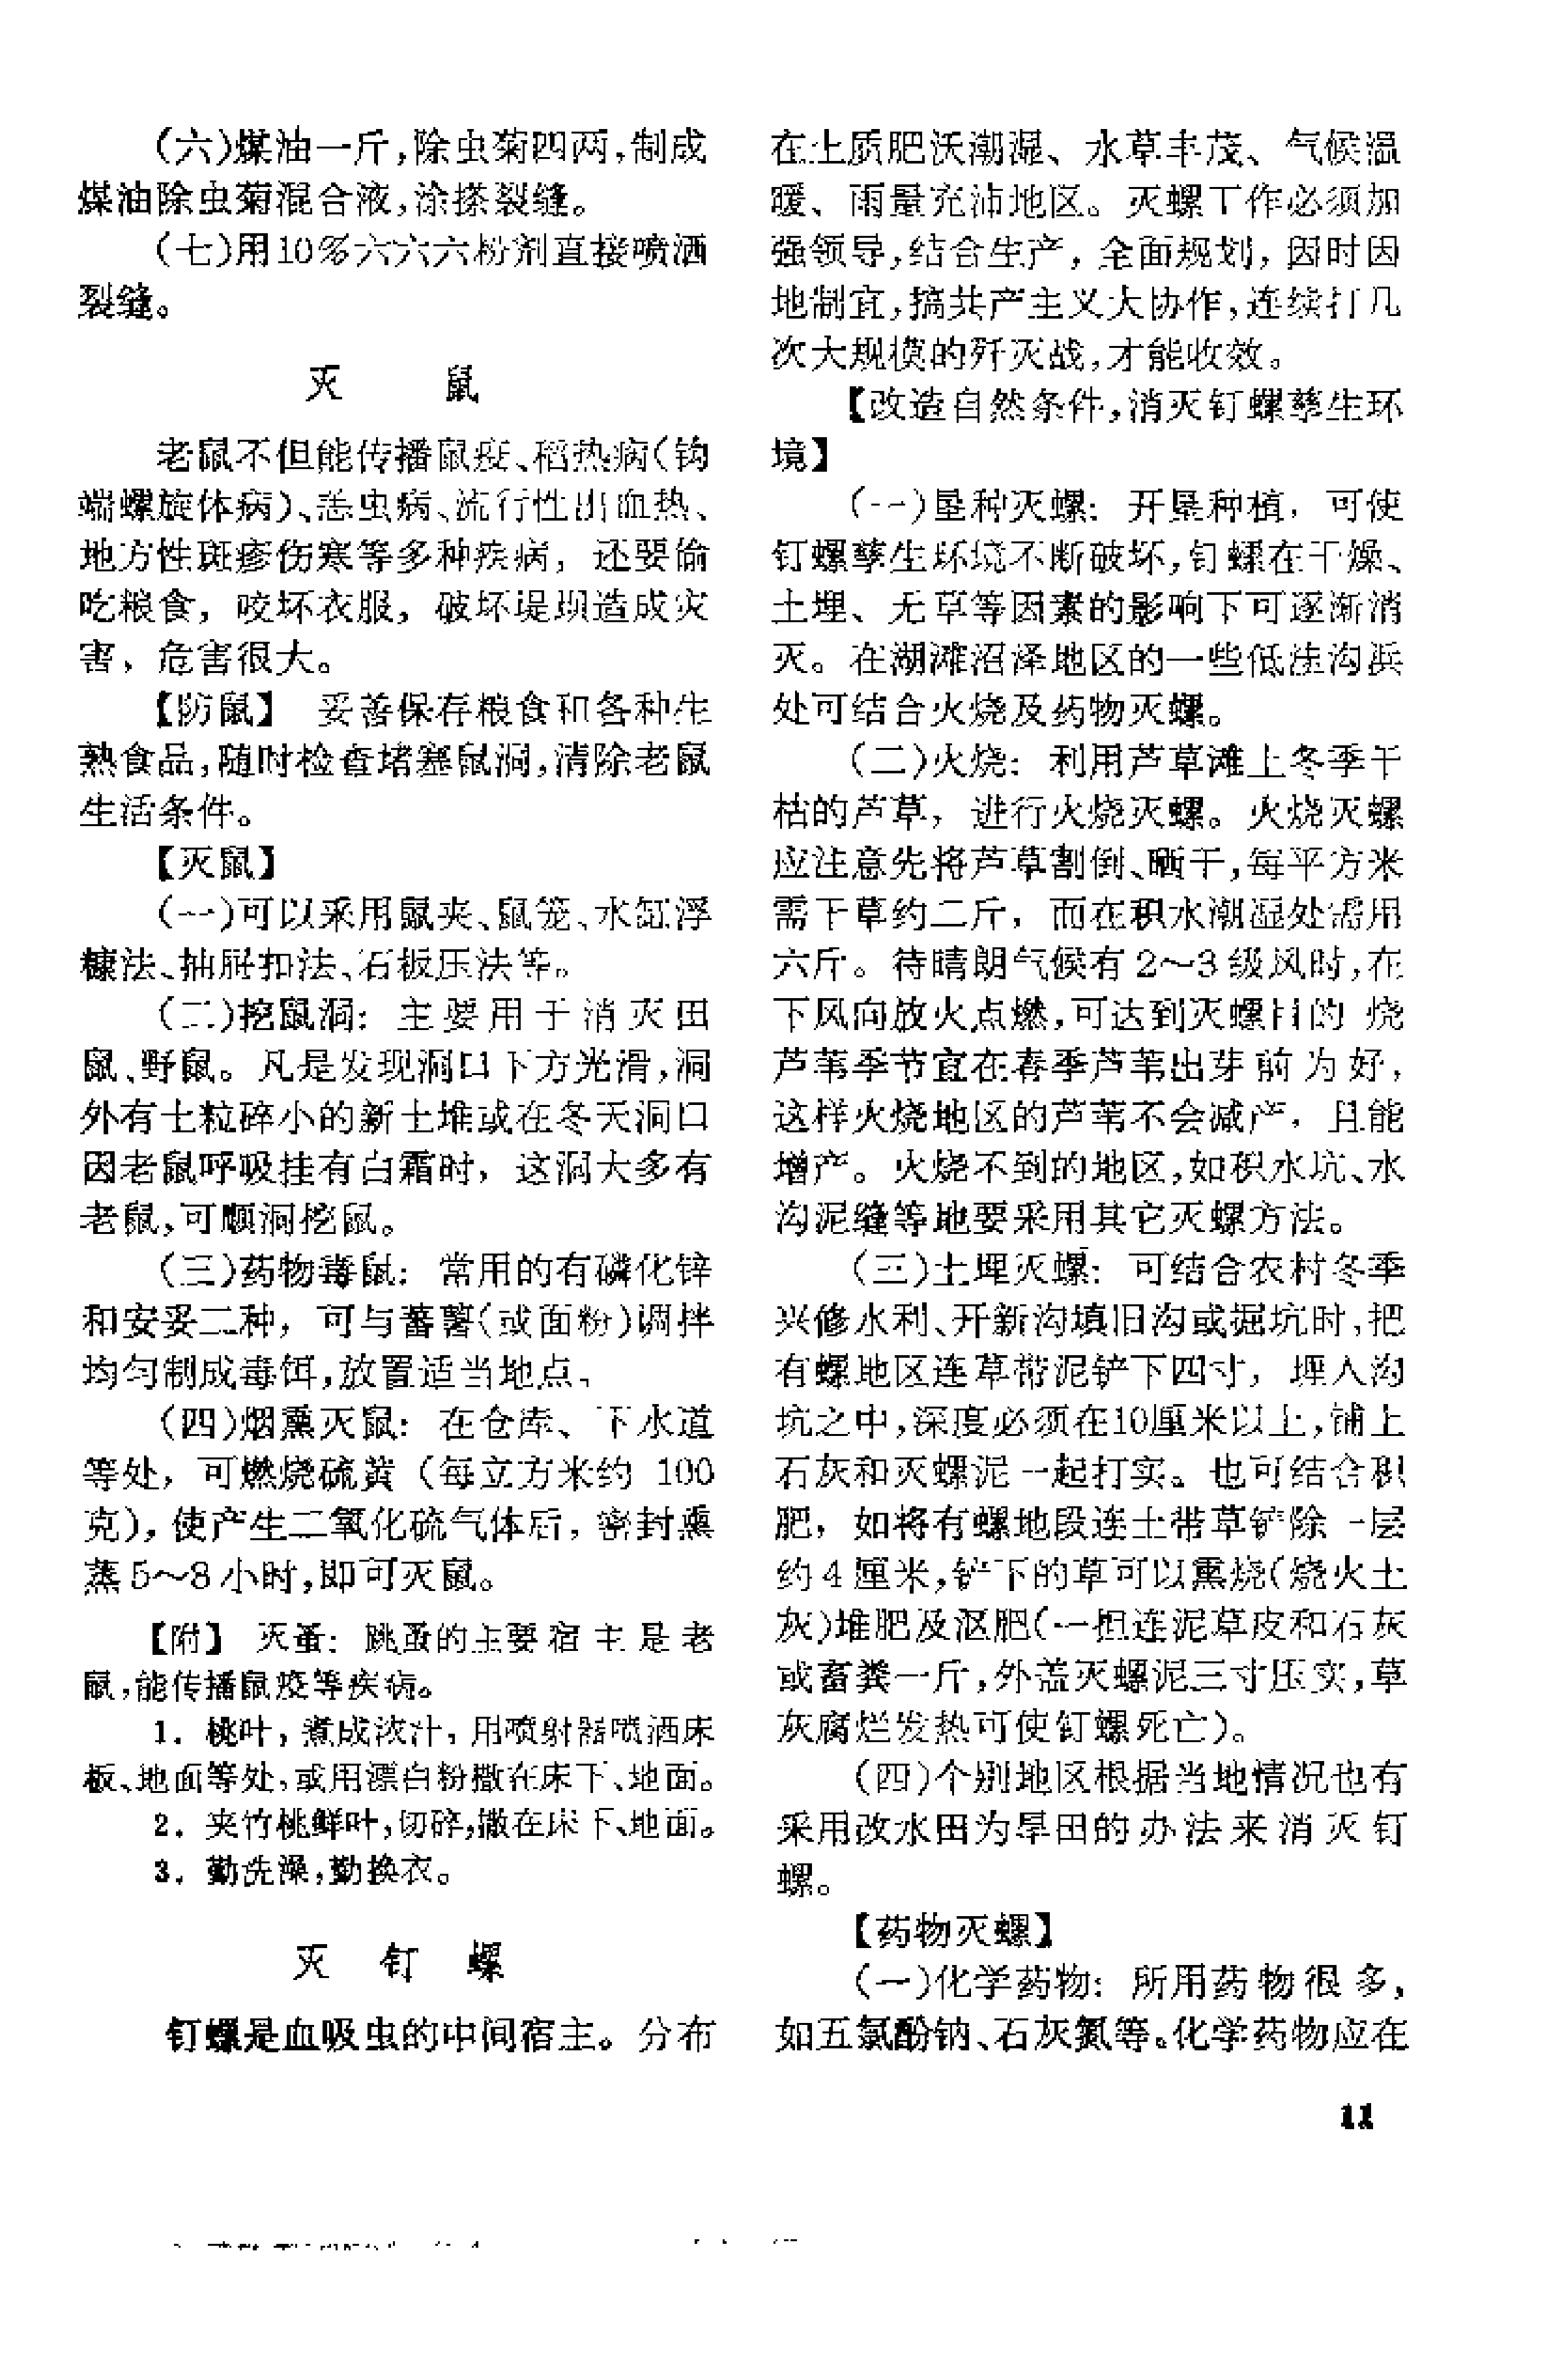 (六)煤油一斤,除虫菊四两,制成
煤油除虫菊混合液,涂搽裂缝。
(七)用10%六六六粉剂直接喷洒
裂缝。
灭 鼠
老鼠不但能传播鼠疫、稻热病(钩
端螺旋体病)、恙虫病、流行性出血热、
地方性斑疹伤寒等多种疾病, 还要偷
吃粮食, 咬坏衣服, 破坏堤坝造成灾
害, 危害很大。
【防鼠】 妥善保存粮食和各种生
熟食品,随时检查堵塞鼠洞,清除老鼠
生活条件。
【灭鼠】
(一)可以采用鼠夹、鼠笼、水缸浮
糠法、抽屉扣法、石板压法等。
(二)挖鼠洞: 主要用于消灭田
鼠、野鼠。凡是发现洞口下方光滑,洞
外有土粒碎小的新土堆或在冬天洞口
因老鼠呼吸挂有白霜时, 这洞大多有
老鼠,可顺洞挖鼠。
(三)药物毒鼠: 常用的有磷化锌
和安妥二种, 可与蕃薯(或面粉)调拌
均匀制成毒饵,放置适当地点。
(四)烟熏灭鼠: 在仓库、下水道
等处, 可燃烧硫黄 (每立方米约 100
克), 使产生二氧化硫气体后, 密封熏
蒸5～8小时,即可灭鼠。
【附】 灭蚤: 跳蚤的主要宿主是老
鼠,能传播鼠疫等疾病。
1. 桃叶, 煮成浓汁, 用喷射器喷洒床
板、地面等处,或用漂白粉撒在床下、地面。
2. 夹竹桃鲜叶,切碎,撒在床下、地面。
3. 勤洗澡,勤换衣。
灭 钉 螺
钉螺是血吸虫的中间宿主。分布
在土质肥沃潮湿、水草丰茂、气候温
暖、雨量充沛地区。灭螺工作必须加
强领导,结合生产, 全面规划, 因时因
地制宜,搞共产主义大协作,连续打几
次大规模的歼灭战,才能收效。
【改造自然条件,消灭钉螺孳生环
境】
(一)垦种灭螺: 开垦种植, 可使
钉螺孳生环境不断破坏,钉螺在干燥、
土埋、无草等因素的影响下可逐渐消
灭。在湖滩沼泽地区的一些低洼沟浜
处可结合火烧及药物灭螺。
(二)火烧: 利用芦草滩上冬季干
枯的芦草, 进行火烧灭螺。火烧灭螺
应注意先将芦草割倒、晒干,每平方米
需干草约二斤, 而在积水潮湿处需用
六斤。待晴朗气候有2～3级风时,在
下风向放火点燃,可达到灭螺目的 烧
芦苇季节宜在春季芦苇出芽前为好,
这样火烧地区的芦苇不会减产, 且能
增产。火烧不到的地区,如积水坑、水
沟泥缝等地要采用其它灭螺方法。
(三)土埋灭螺: 可结合农村冬季
兴修水利、开新沟填旧沟或掘坑时,把
有螺地区连草带泥铲下四寸, 埋入沟
坑之中,深度必须在10厘米以上,铺上
石灰和灭螺泥一起打实。也可结合积
肥, 如将有螺地段连土带草铲除一层
约4厘米,铲下的草可以熏烧(烧火土
灰)堆肥及沤肥(一担连泥草皮和石灰
或畜粪一斤,外盖灭螺泥三寸压实,草
灰腐烂发热可使钉螺死亡)。
(四)个别地区根据当地情况也有
采用改水田为旱田的办法来消灭钉
螺。
【药物灭螺】
(一)化学药物: 所用药物很多,
如五氯酚钠、石灰氮等。化学药物应在
11